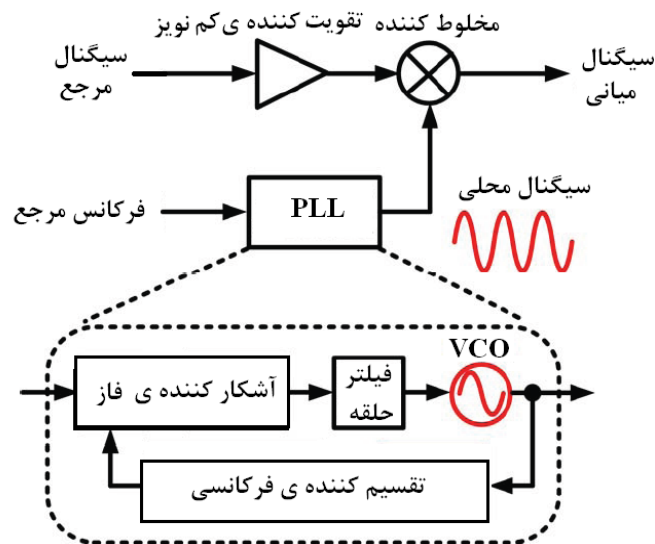 تقویت کننده ی کم نویز
مخلوط کننده
سیگنال
مرجع
سیگنال
میانی
سیگنال محلی
فرکانس مرجع
PLL
VCO
آشکار کننده ی فاز
فیلتر
حلقه
تقسیم کننده ی فرکانسی